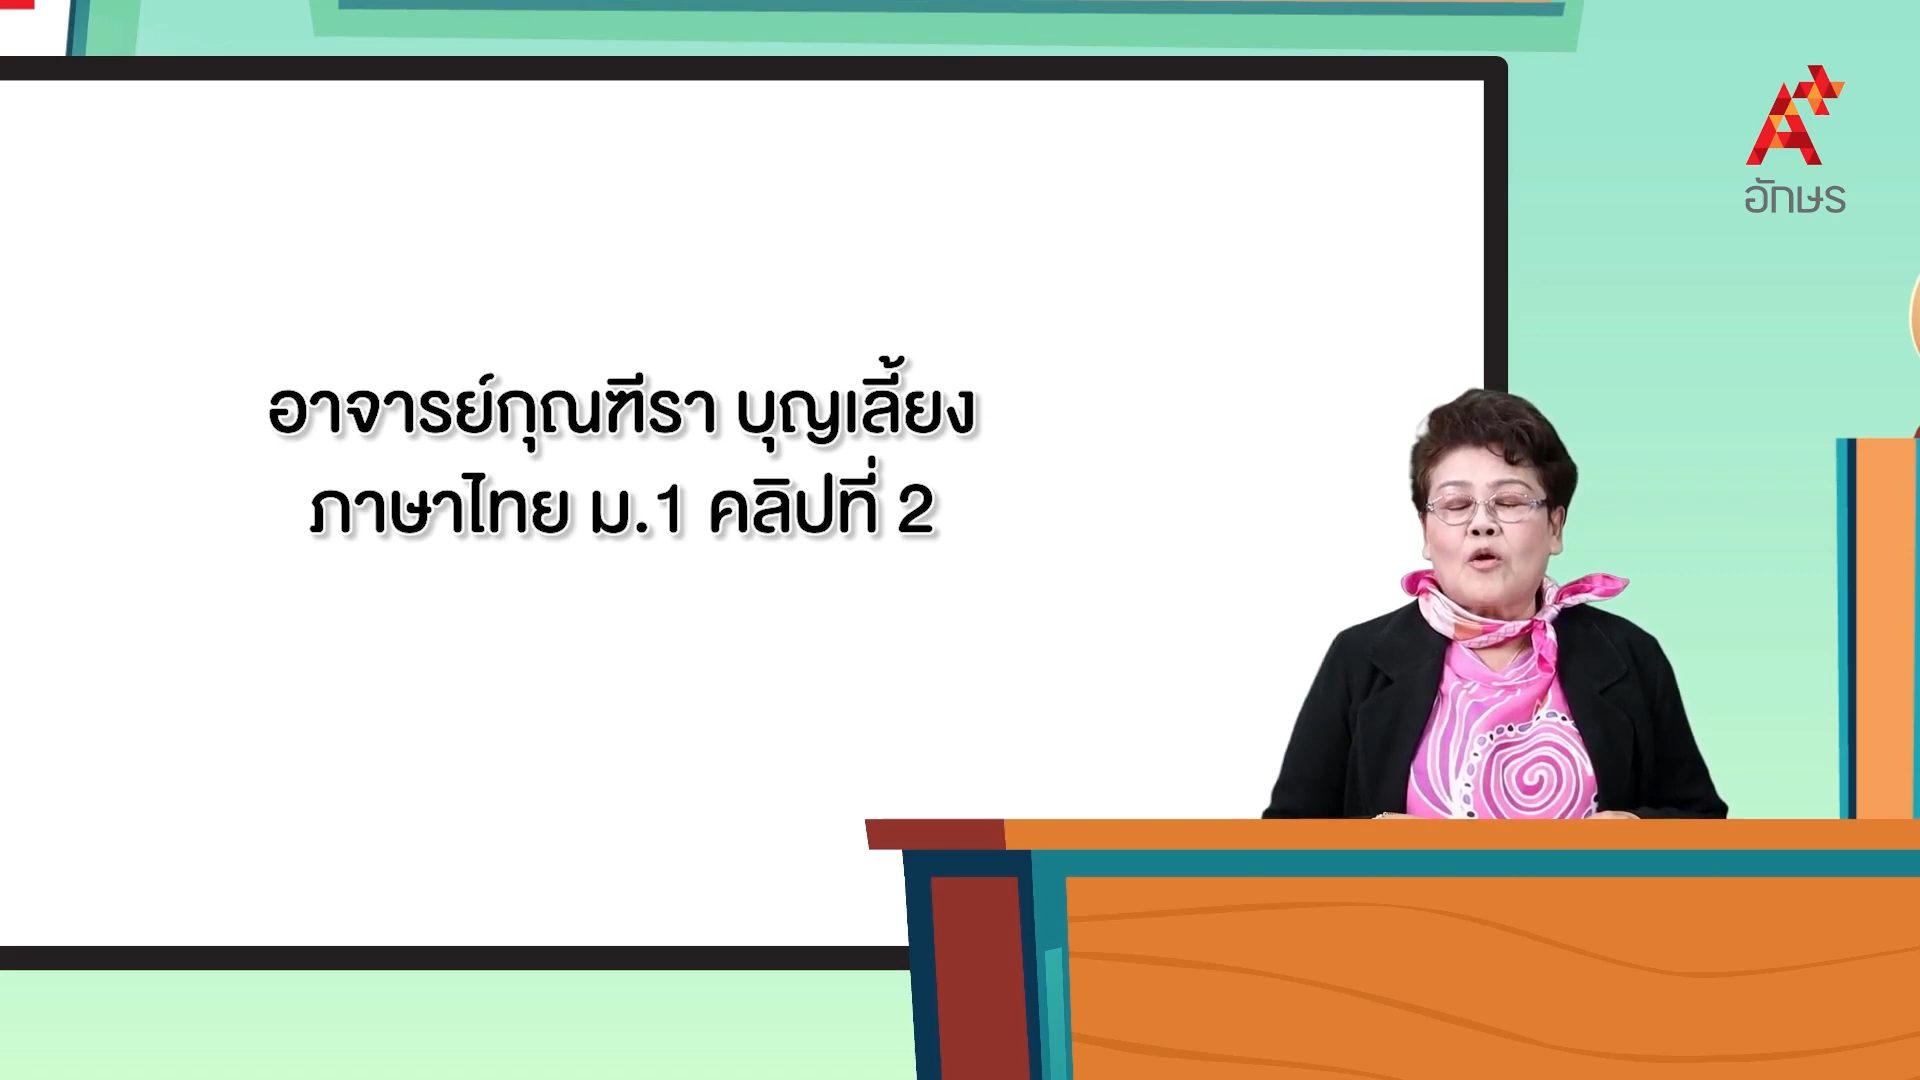 อักษร
อาจารย์กุณฑีรา บุญเลี้ยง
ภาษาไทย ม.1 คลิปที่ 2